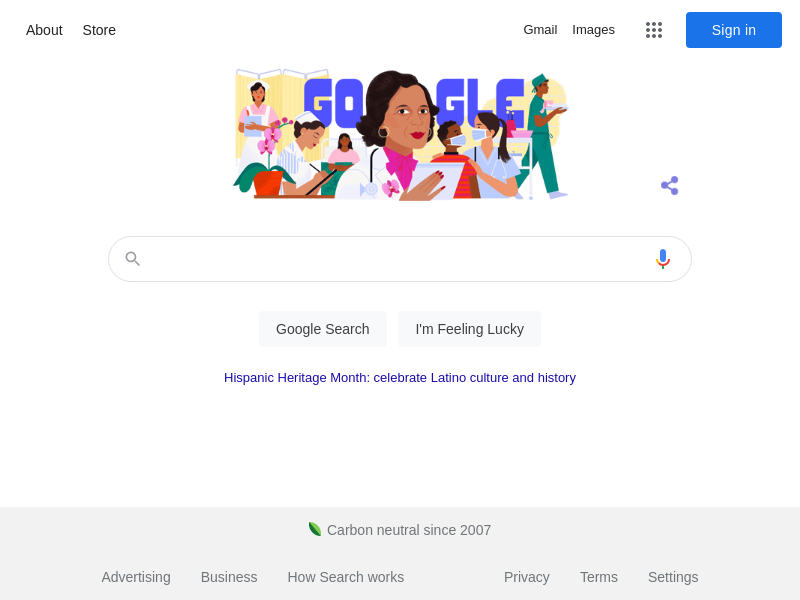 About Store Gmail Images Sign in
GOOGLE
Google Search I'm Feeling Lucky
Hispanic Heritage Month: celebrate Latino culture and history
Carbon neutral since 2007
Advertising Business How Search works Privacy Terms Settings